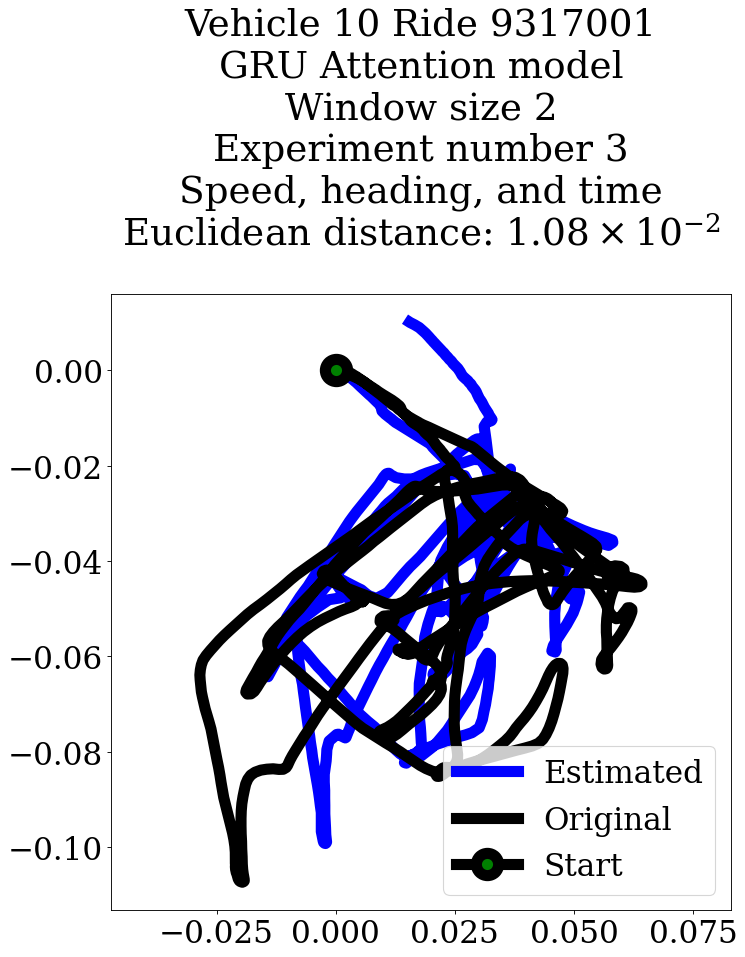 Vehicle 10 Ride 9317001
GRU Attention model
Window size 2
Experiment number 3
Speed, heading, and time
Euclidean distance: 1.08 × 10⁻²
0.00
−0.02
−0.04
−0.06
−0.08
−0.10
Estimated
Original
Start
−0.025 0.000 0.025 0.050 0.075